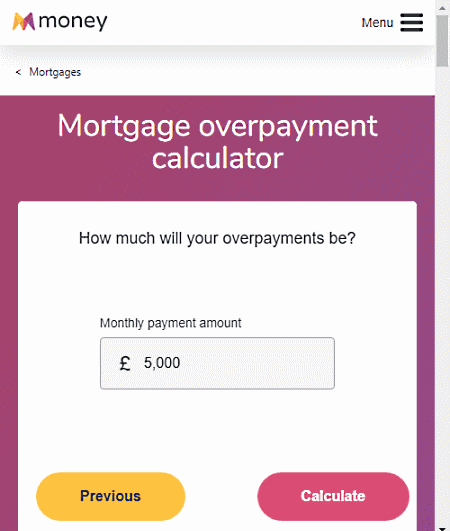 money
Menu
< Mortgages
Mortgage overpayment
calculator
How much will your overpayments be?
Monthly payment amount
£ 5,000
Previous
Calculate